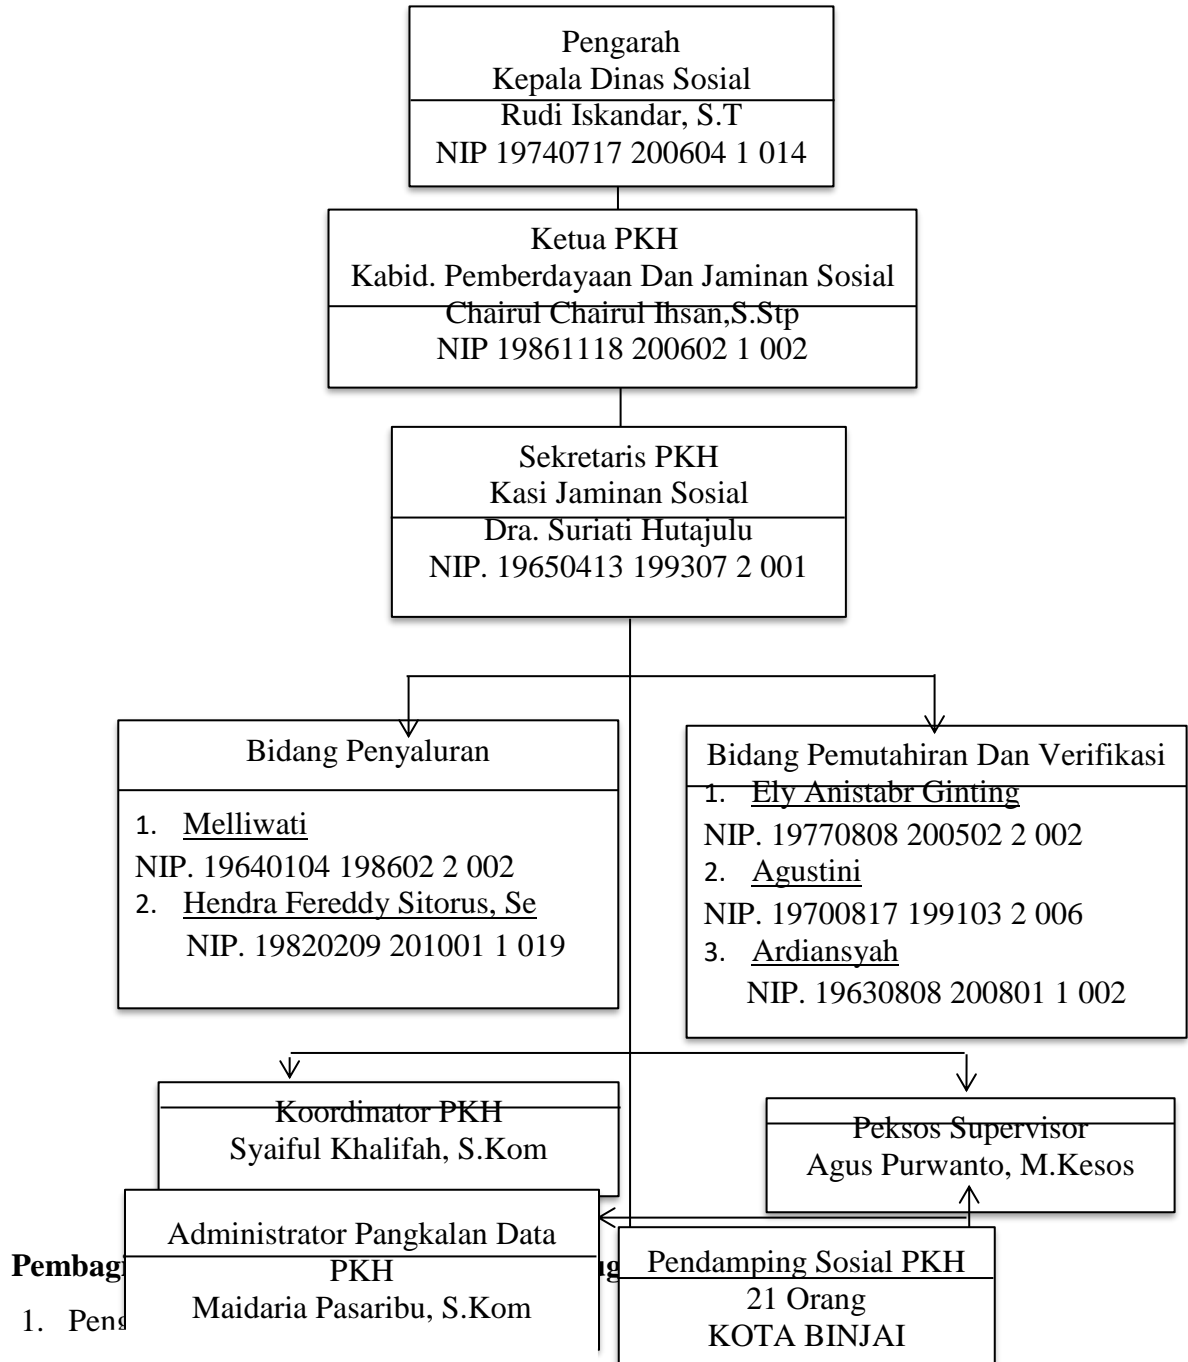 Pengarah
Kepala Dinas Sosial
Rudi Iskandar, S.T
NIP 19740717 200604 1 014
Ketua PKH
Kabid. Pemberdayaan Dan Jaminan Sosial
Chairul Chairul Ihsan,S.Stp
NIP 19861118 200602 1 002
Sekretaris PKH
Kasi Jaminan Sosial
Dra. Suriati Hutajulu
NIP. 19650413 199307 2 001
Bidang Penyaluran
1. Melliwati
NIP. 19640104 198602 2 002
2. Hendra Fereddy Sitorus, Se
NIP. 19820209 201001 1 019
Bidang Pemutahiran Dan Verifikasi
1. Ely Anistabr Ginting
NIP. 19770808 200502 2 002
2. Agustini
NIP. 19700817 199103 2 006
3. Ardiansyah
NIP. 19630808 200801 1 002
Koordinator PKH
Syaiful Khalifah, S.Kom
Peksos Supervisor
Agus Purwanto, M.Kesos
Administrator Pangkalan Data
PKH
Maidaria Pasaribu, S.Kom
Pendamping Sosial PKH
21 Orang
KOTA BINJAI
Pembag
1. Peng